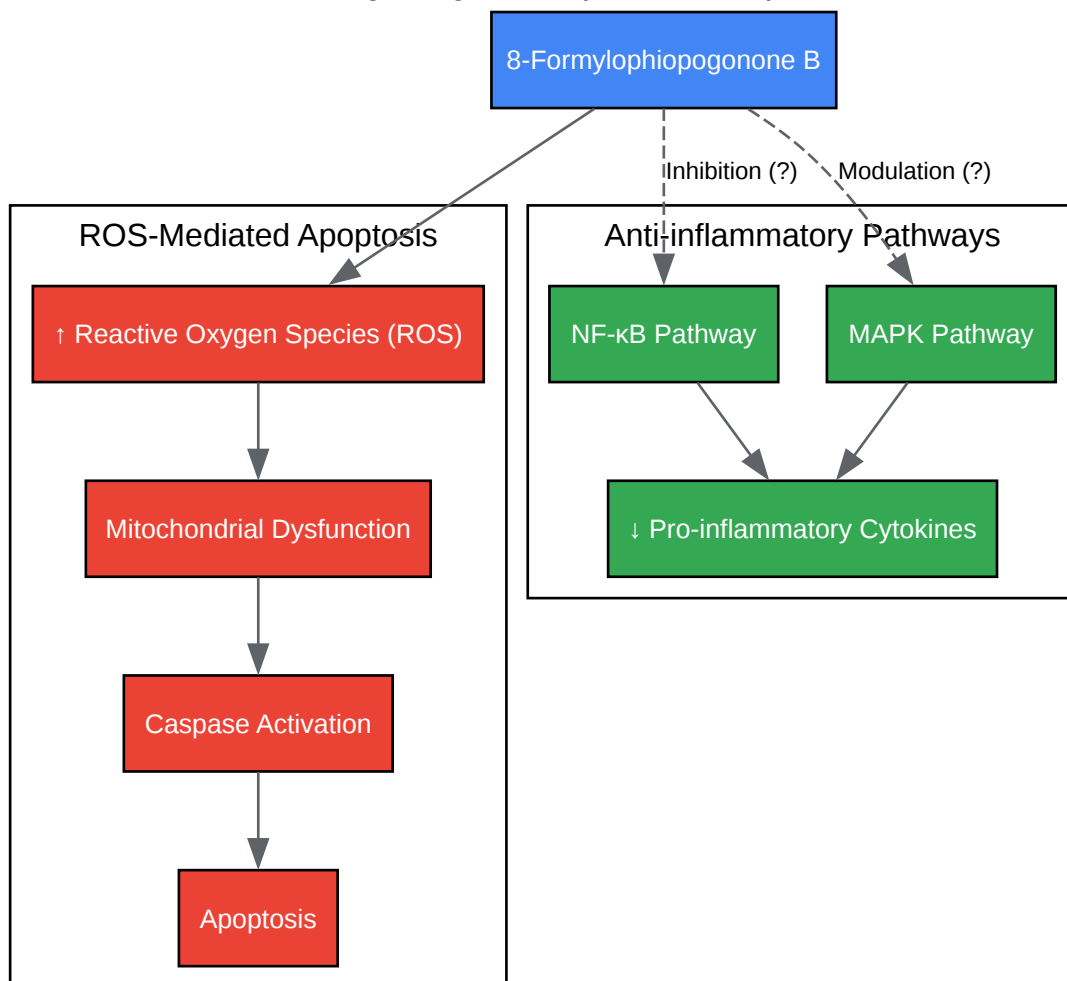 8-Formylophiopogonone B
Inhibition (?)
Modulation (?)
ROS-Mediated Apoptosis
Anti-inflammatory Pathways
↑ Reactive Oxygen Species (ROS)
NF-κB Pathway
MAPK Pathway
Mitochondrial Dysfunction
↓ Pro-inflammatory Cytokines
Caspase Activation
Apoptosis